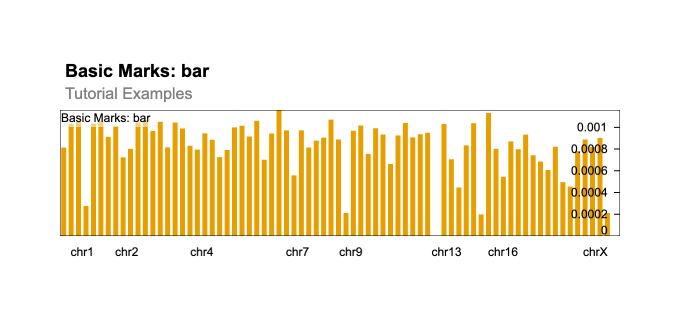 Basic Marks: bar
Tutorial Examples
Basic Marks: bar
0.001
0.0008
0.0006
0.0004
0.0002
0
chr1 chr2 chr4 chr7 chr9 chr13 chr16 chrX